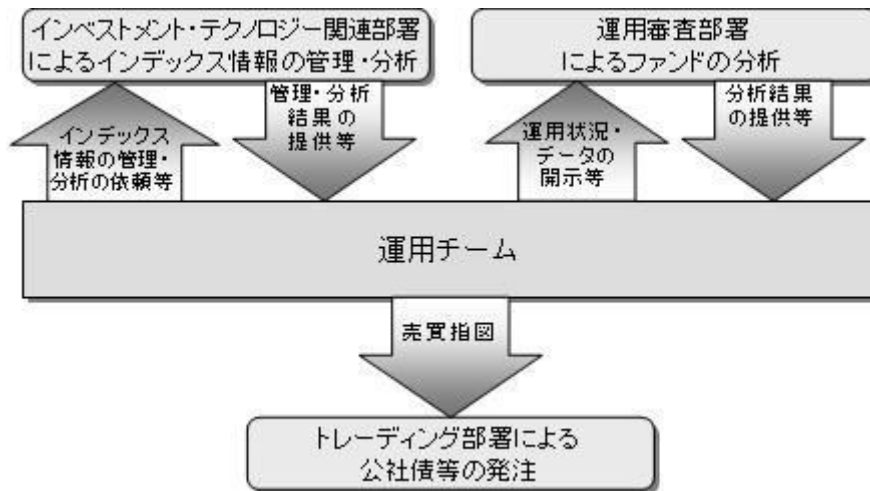 インベストメント・テクノロジー関連部署
によるインデックス情報の管理・分析
運用審査部署
によるファンドの分析
インデックス
情報の管理・
分析の依頼等
管理・分析
結果の
提供等
運用状況・
データの
開示等
分析結果
の提供等
運用チーム
売買指図
トレーディング部署による
公社債等の発注